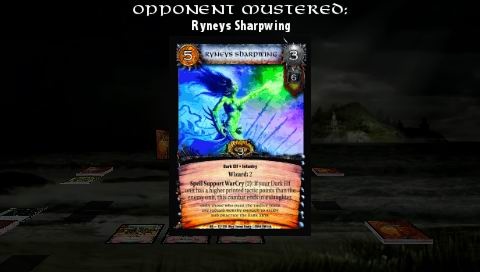 OPPONENT MUSTERED:
Ryneys Sharpwing
5
RYNEYS SHARPWING
3
6
Dark Elf • Infantry
Wizard: 2
Spell Support WarCry (2): If your Dark Elf
unit has a higher printed tactic points than the
enemy unit, this combat ends in slaughter.